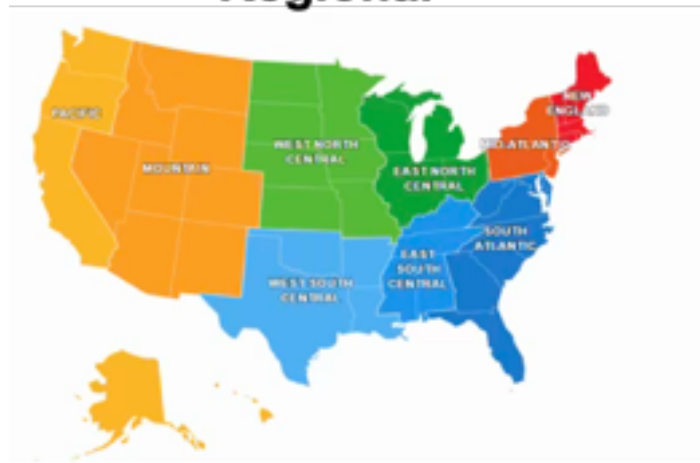 Regional
PACIFIC
MOUNTAIN
WEST NORTH
CENTRAL
EAST NORTH
CENTRAL
NEW
ENGLAND
MID-ATLANTIC
WEST SOUTH
CENTRAL
EAST
SOUTH
CENTRAL
SOUTH
ATLANTIC